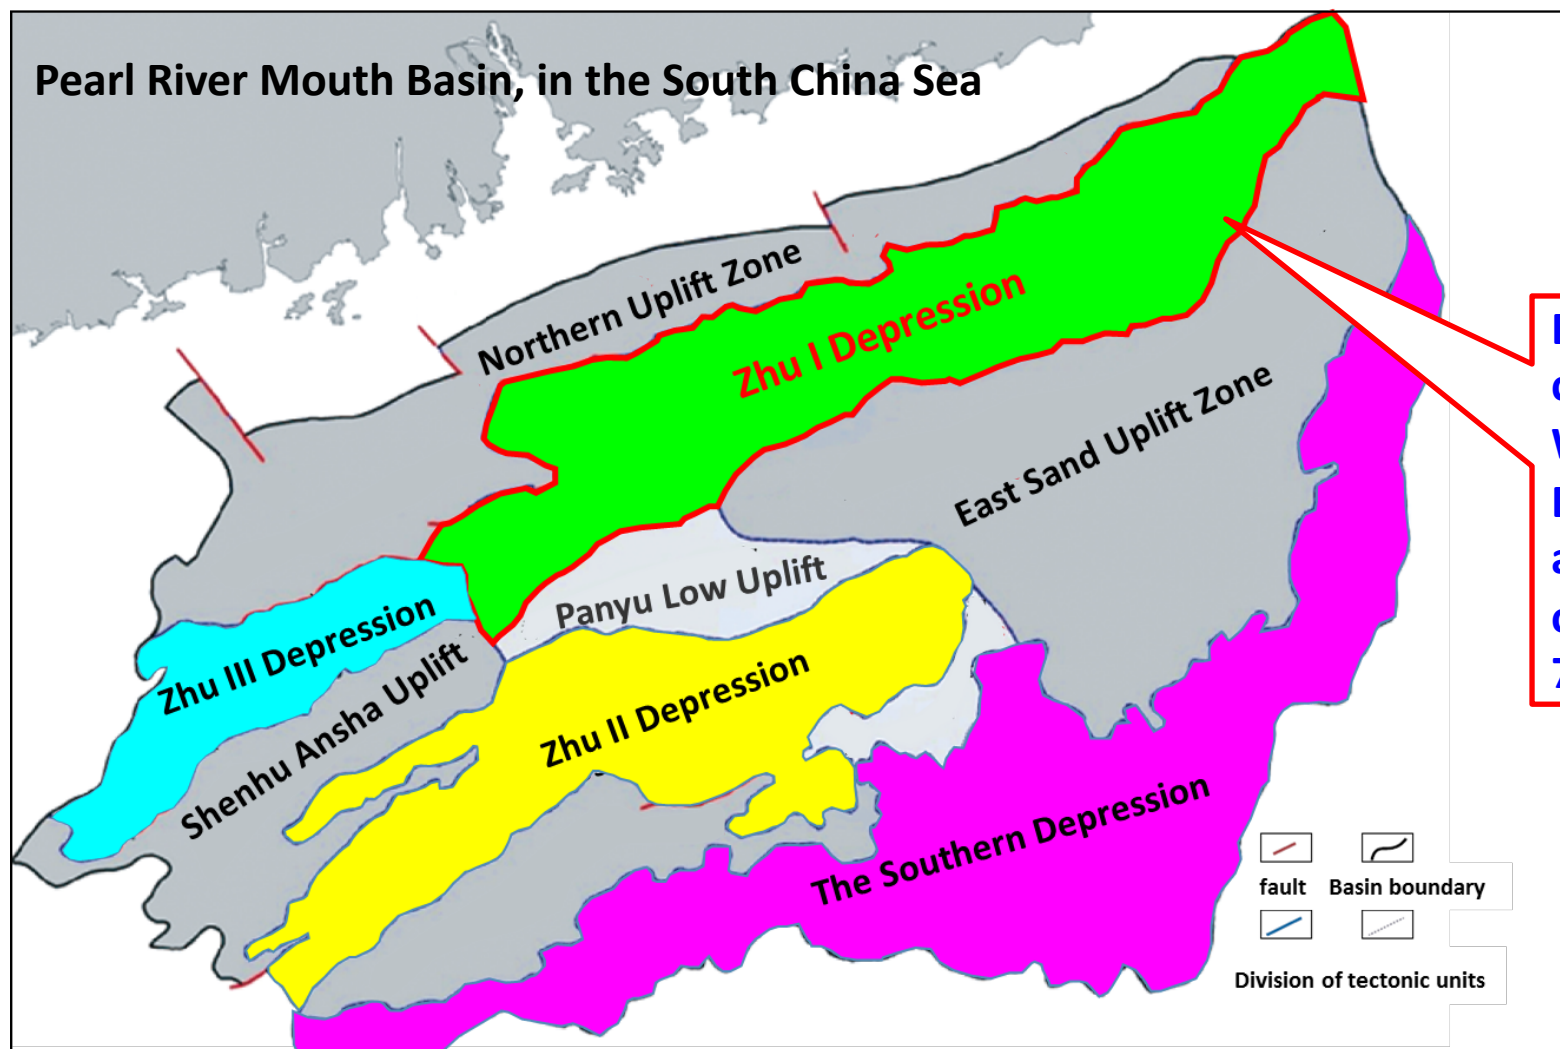 Pearl River Mouth Basin, in the South China Sea
Northern Uplift Zone
Zhu I Depression
East Sand Uplift Zone
Panyu Low Uplift
Zhu III Depression
Shenhu Ansha Uplift
Zhu II Depression
The Southern Depression
fault
Basin boundary
Division of tectonic units